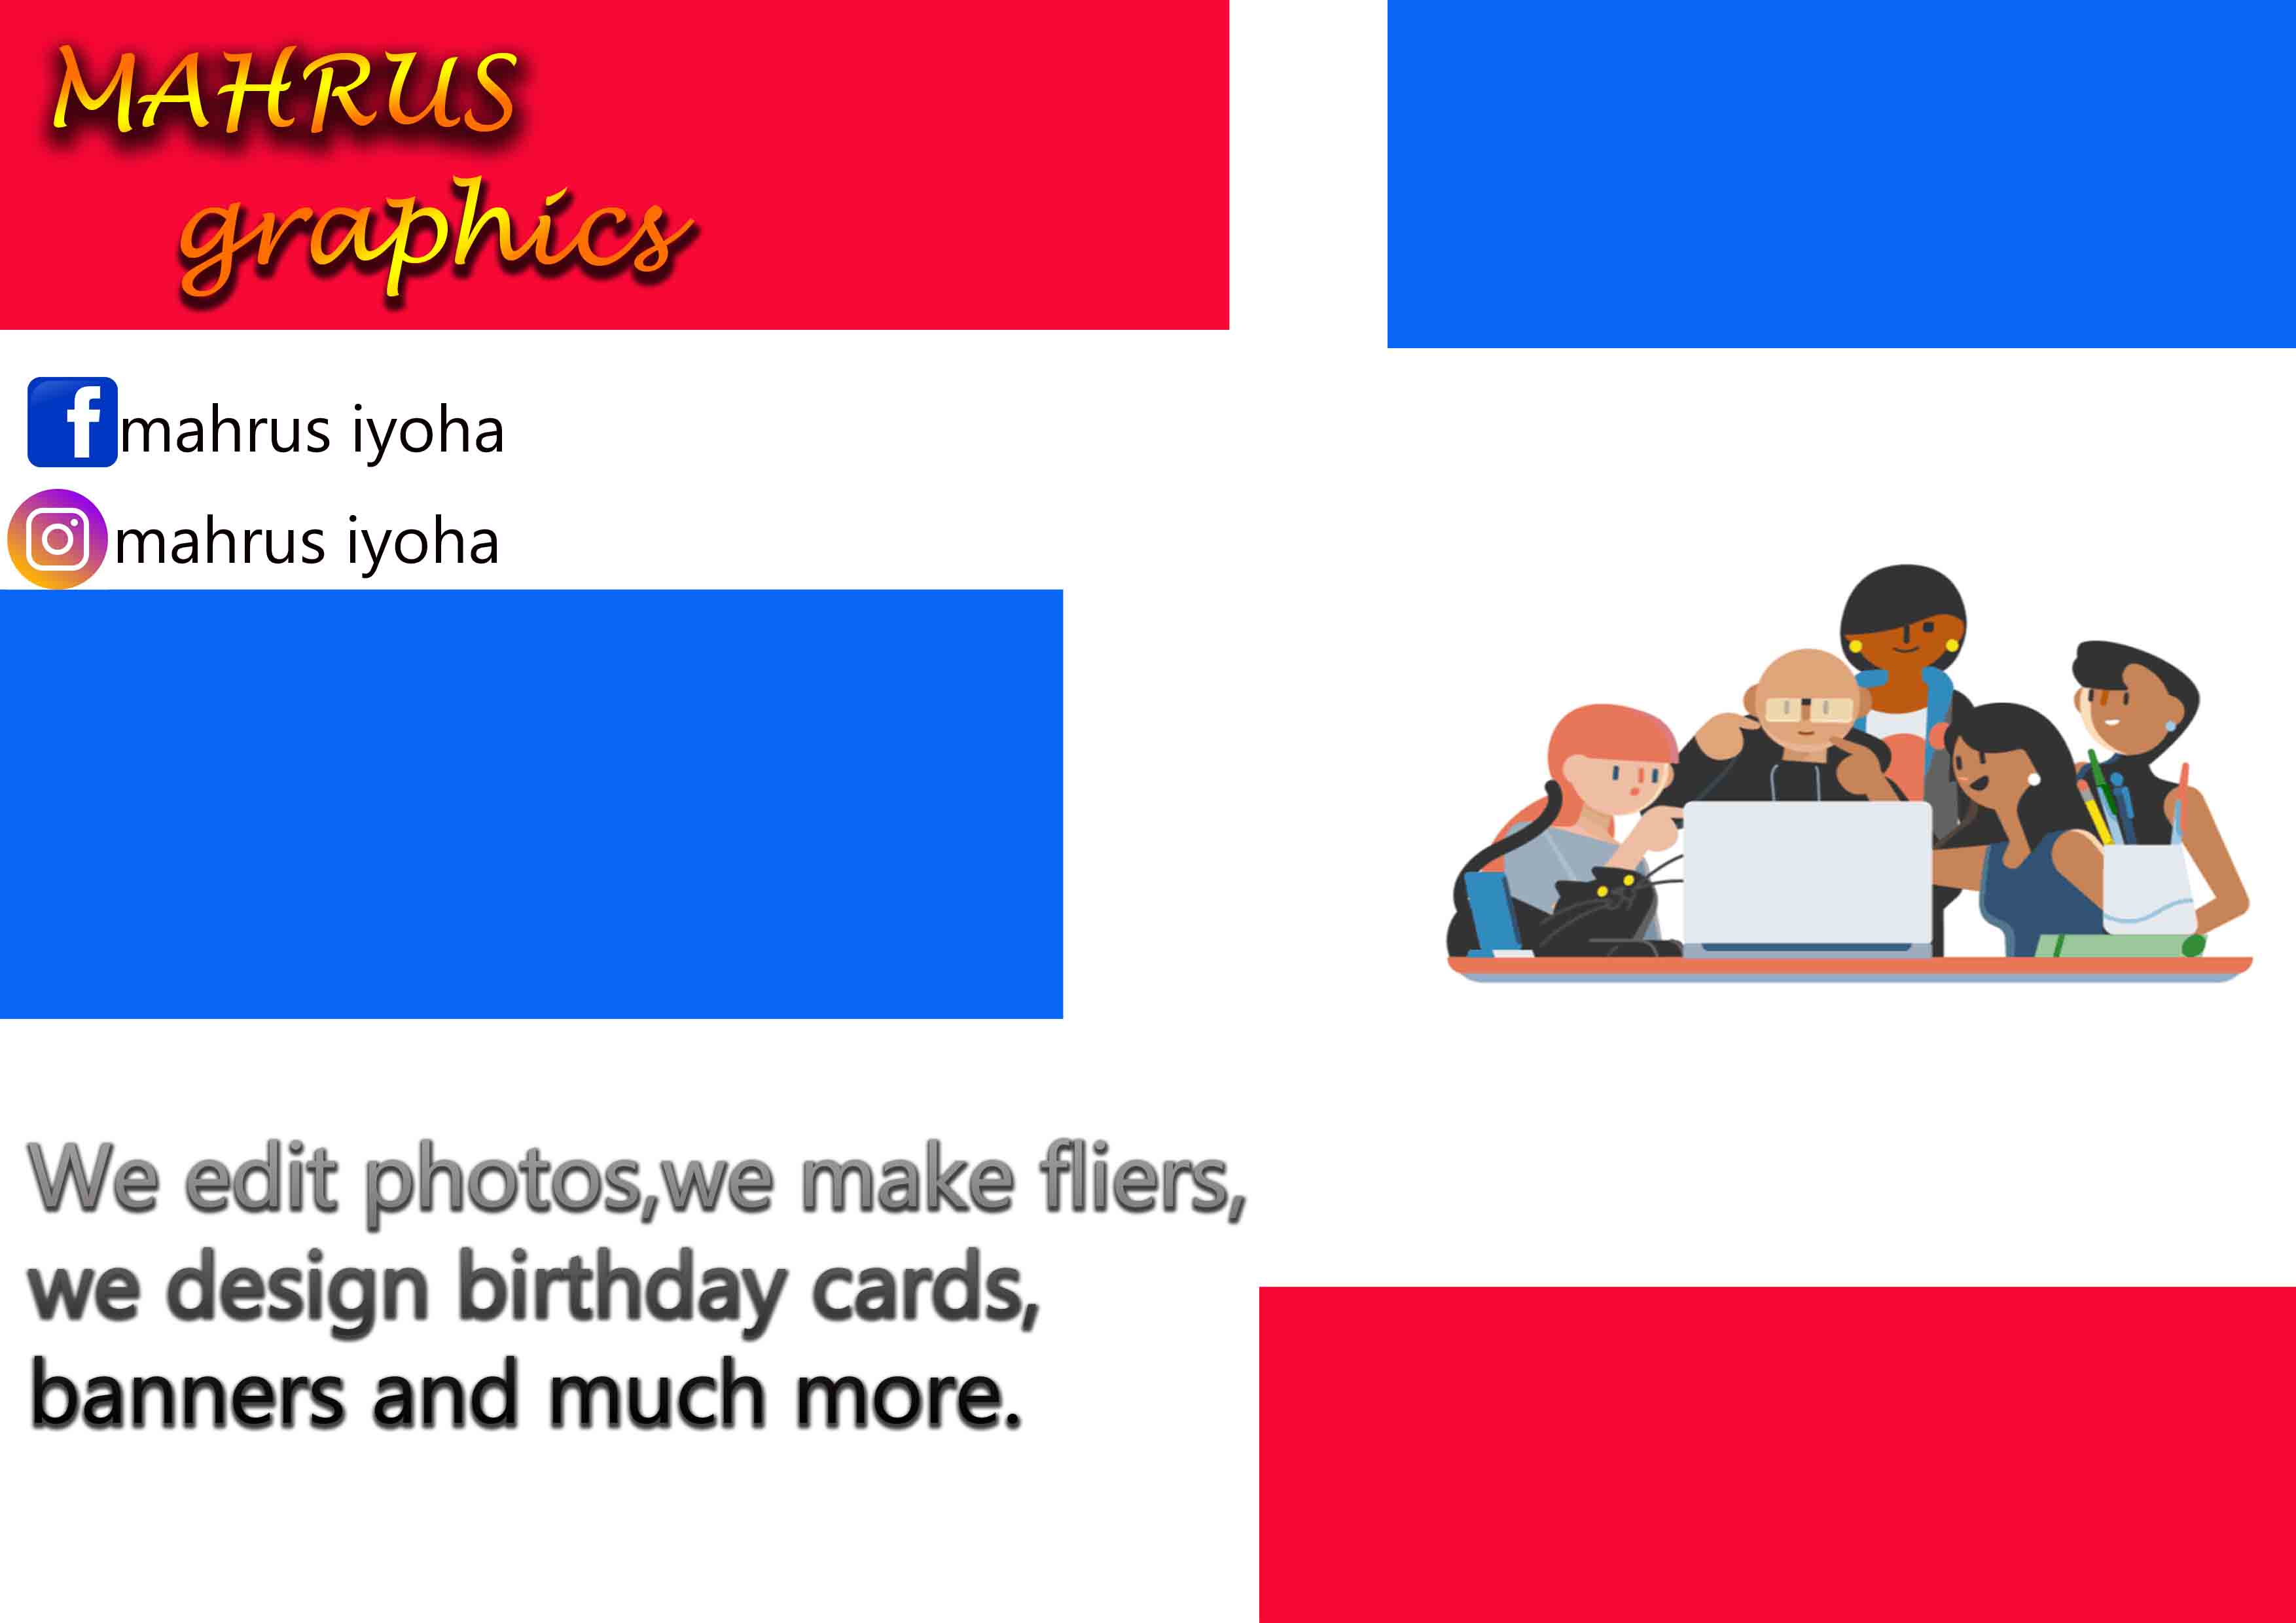 MAHRUS
graphics
mahrus iyoha
mahrus iyoha
We edit photos,we make fliers,
we design birthday cards,
banners and much more.